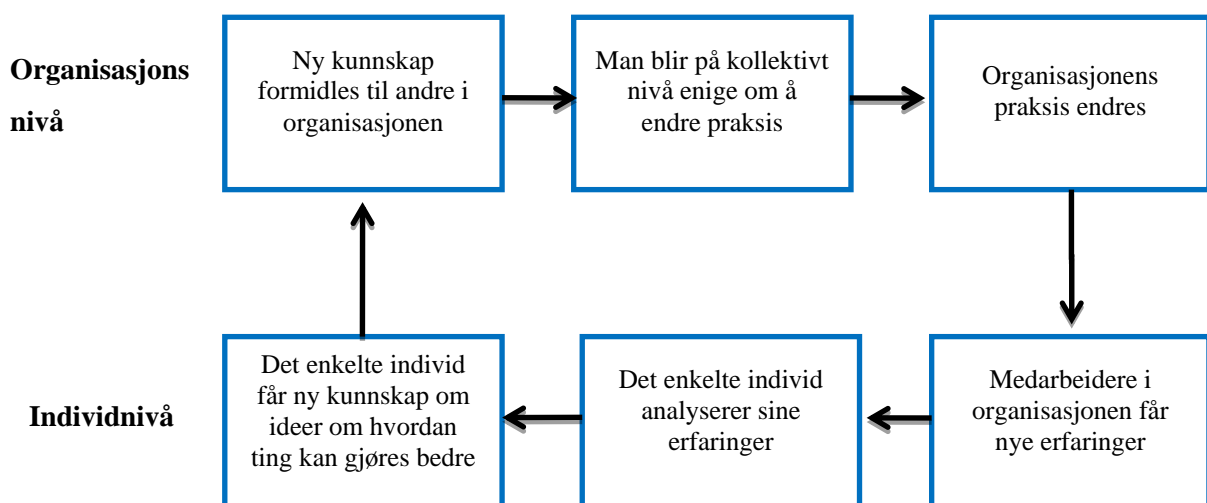 Organisasjons
nivå
Ny kunnskap
formidles til andre i
organisasjonen
Man blir på kollektivt
nivå enige om å
endre praksis
Organisasjonens
praksis endres
Individnivå
Det enkelte individ
får ny kunnskap om
ideer om hvordan
ting kan gjøres bedre
Det enkelte individ
analyserer sine
erfaringer
Medarbeidere i
organisasjonen får
nye erfaringer